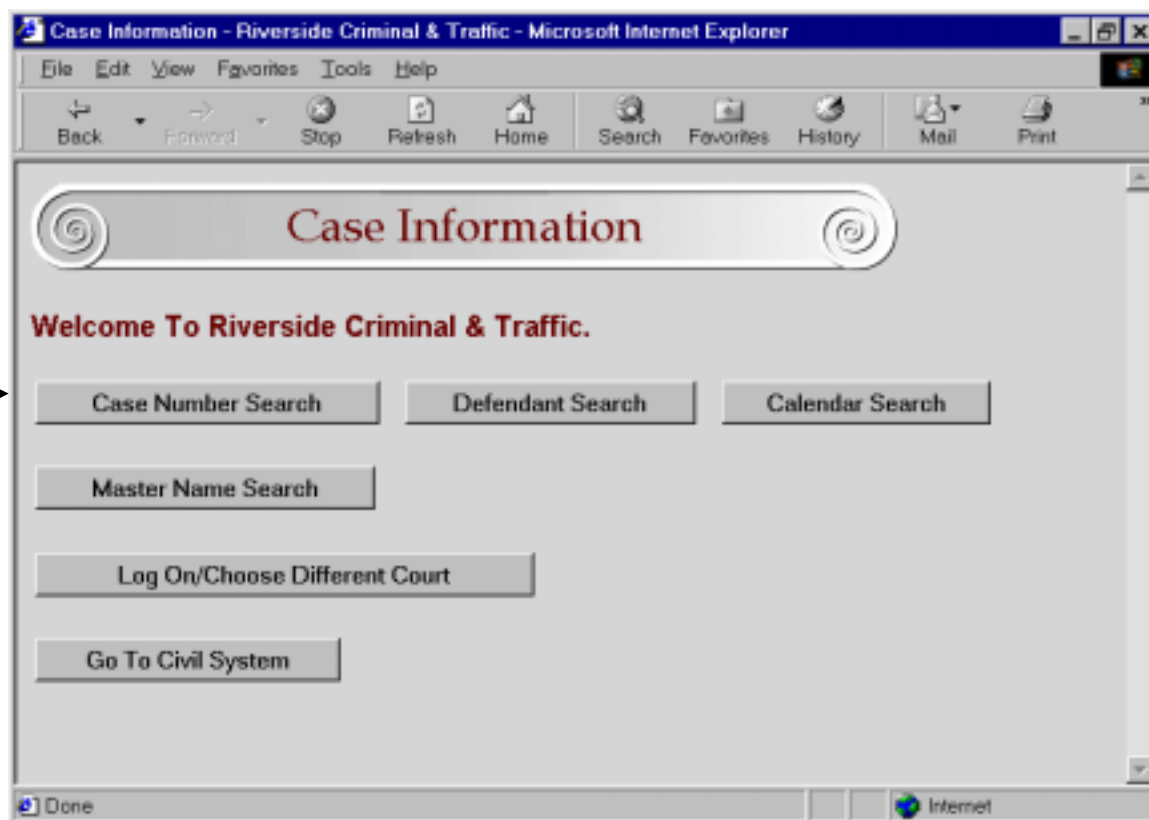 Case Information - Riverside Criminal & Traffic - Microsoft Internet Explorer
File Edit View Favorites Tools Help
Back Forward Stop Refresh Home Search Favorites History Mail Print
Case Information
Welcome To Riverside Criminal & Traffic.
Case Number Search Defendant Search Calendar Search
Master Name Search
Log On/Choose Different Court
Go To Civil System
Done Internet